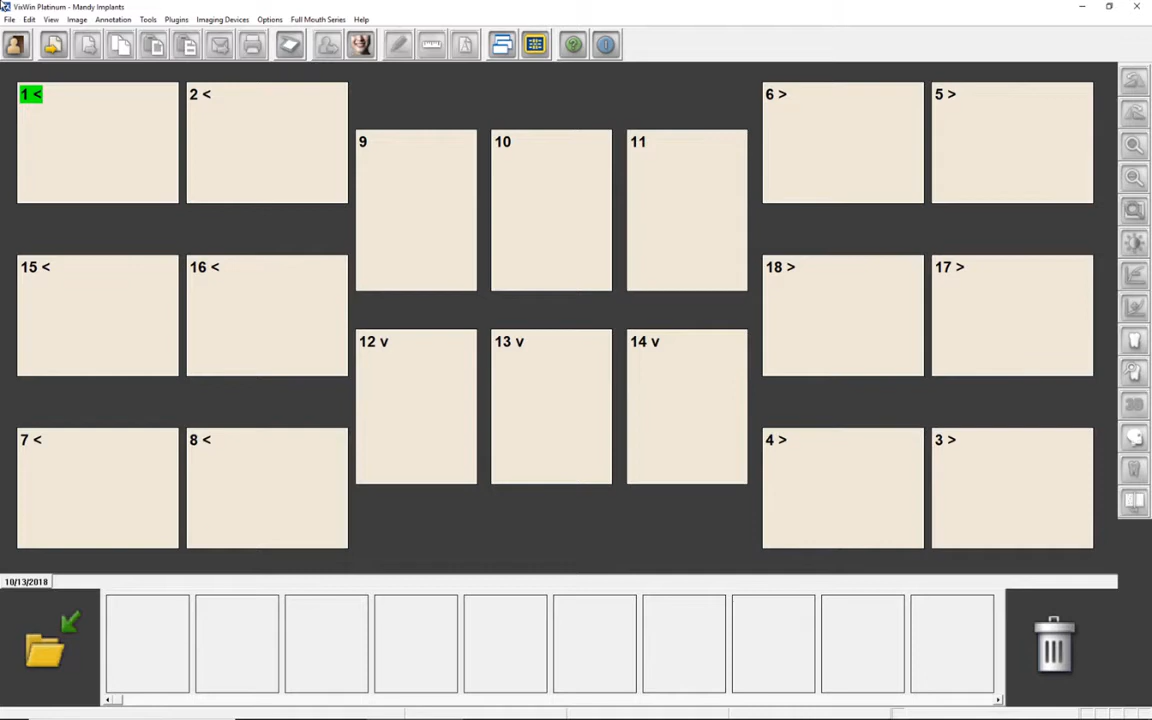 VixWin Platinum - Mandy Implants
File Edit View Image Annotation Tools Plugins Imaging Devices Options Full Mouth Series Help
1 <
2 <
6 >
5 >
9
10
11
15 <
16 <
18 >
17 >
12 v
13 v
14 v
7 <
8 <
4 >
3 >
10/13/2018
3D